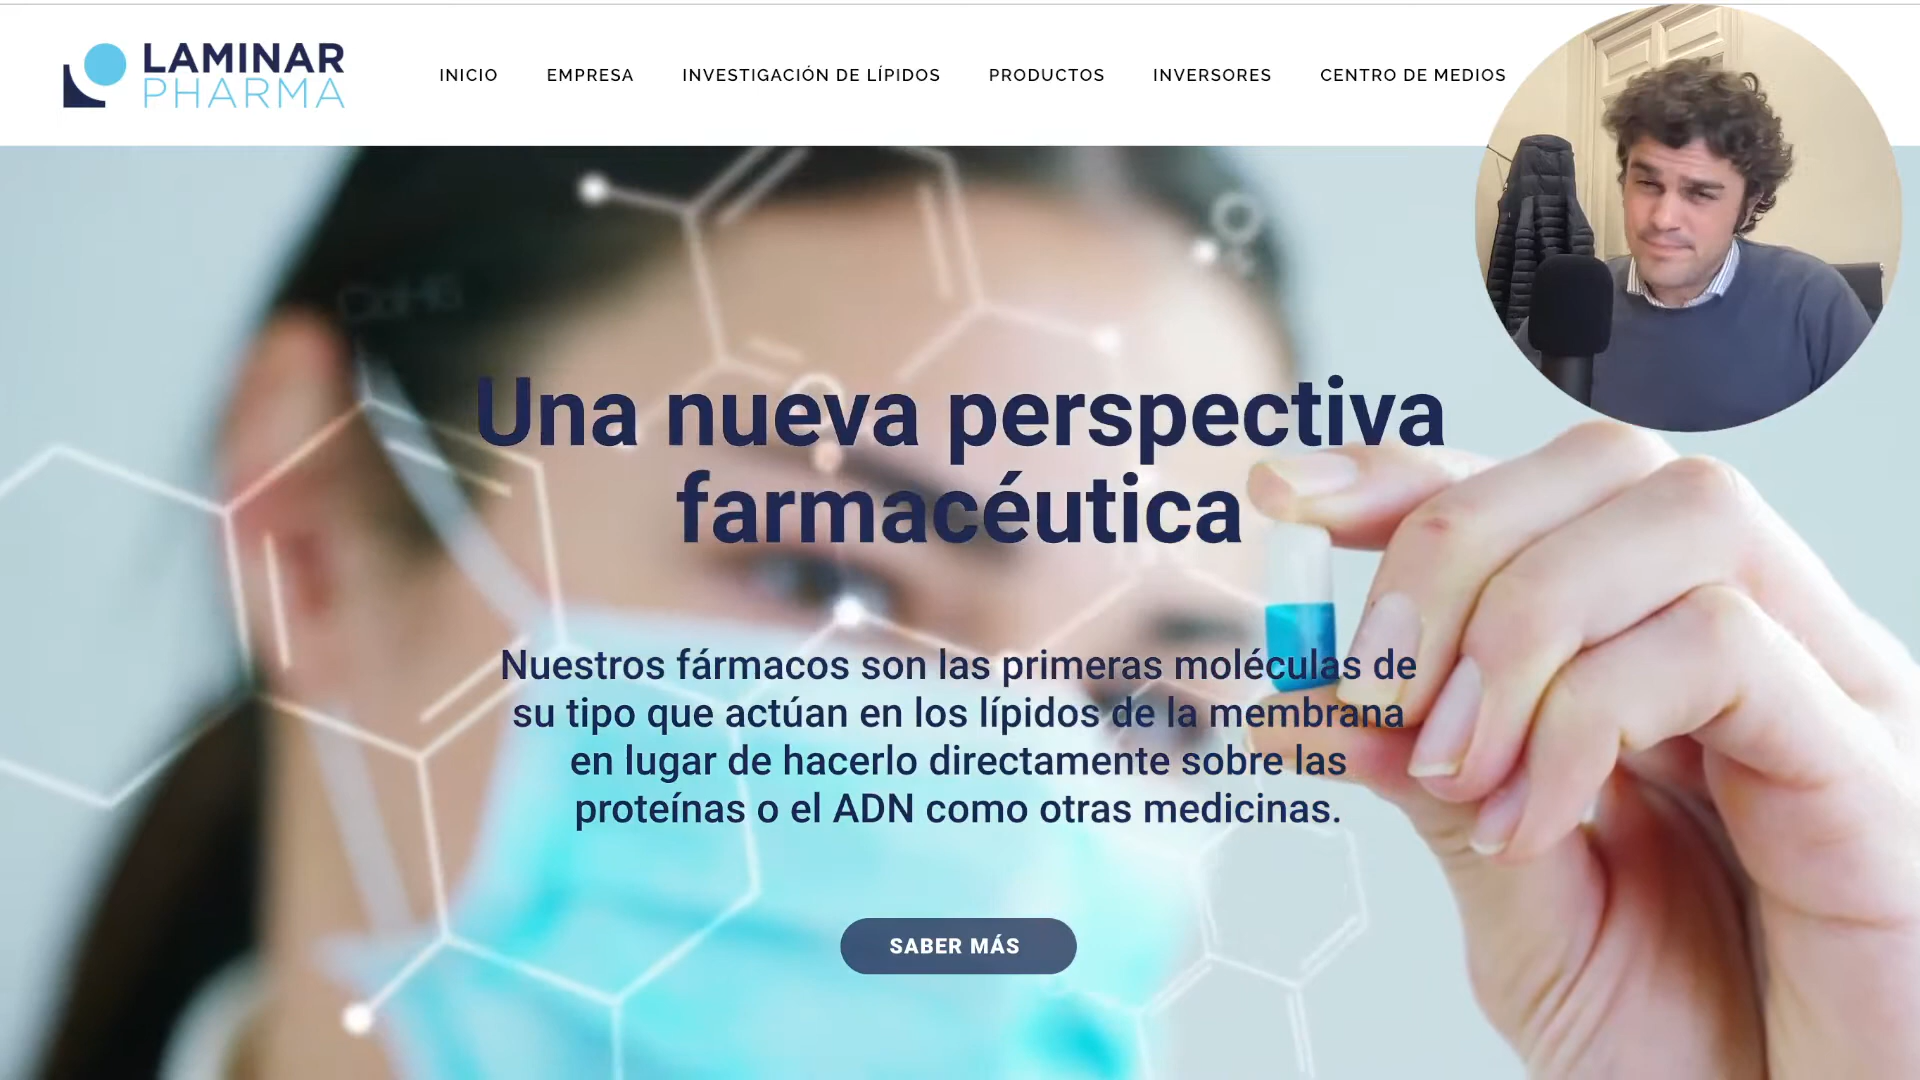 LAMINAR
PHARMA
INICIO
EMPRESA
INVESTIGACIÓN DE LÍPIDOS
PRODUCTOS
INVERSORES
CENTRO DE MEDIOS
Una nueva perspectiva
farmacéutica
Nuestros fármacos son las primeras moléculas de
su tipo que actúan en los lípidos de la membrana
en lugar de hacerlo directamente sobre las
proteínas o el ADN como otras medicinas.
SABER MÁS